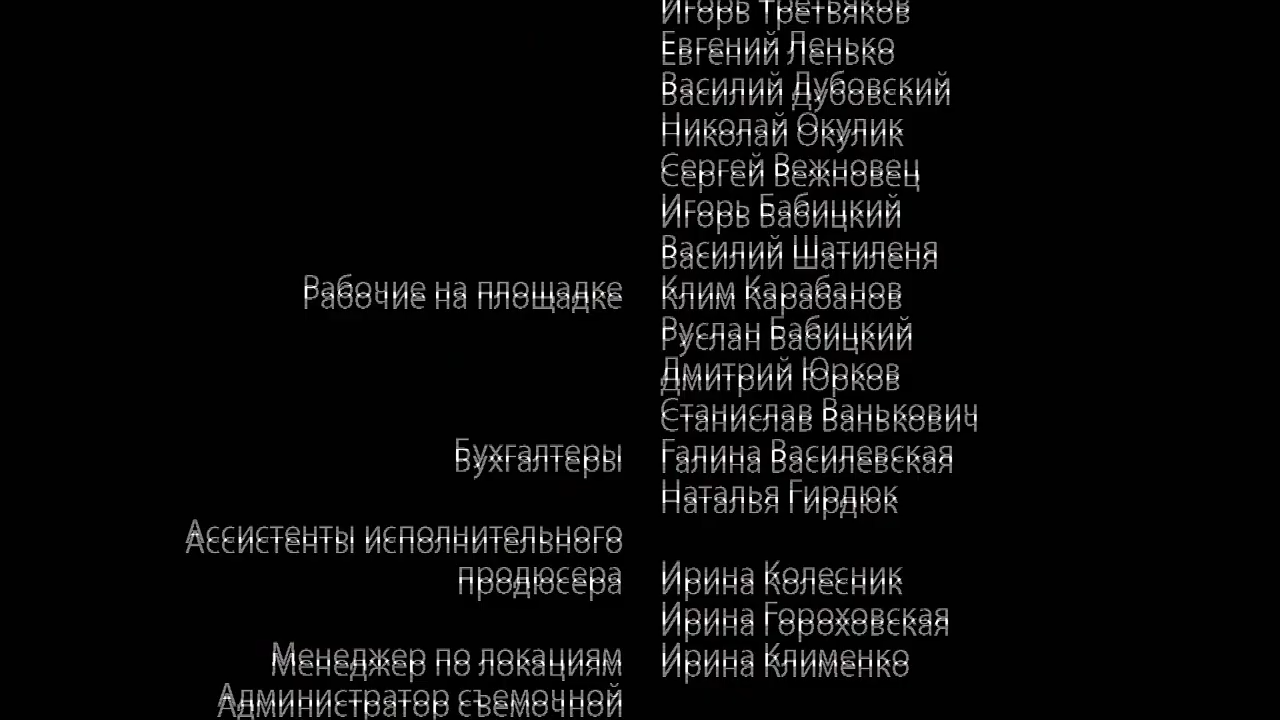 Игорь Третьяков
Евгений Ленько
Василий Дубовский
Николай Окулик
Сергей Вежновец
Игорь Бабицкий
Василий Шатиленя
Рабочие на площадке Клим Карабанов
Руслан Бабицкий
Дмитрий Юрков
Станислав Ванькович
Бухгалтеры Галина Василевская
Наталья Гирдюк
Ассистенты исполнительного
продюсера Ирина Колесник
Ирина Гороховская
Менеджер по локациям Ирина Клименко
Администратор съемочной